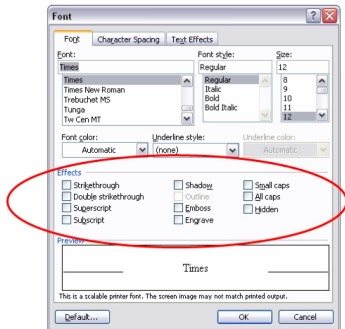 Font
Font Character Spacing Text Effects
Font: Font style: Size:
Times Regular 12
Times Regular 8
Times New Roman Italic 9
Trebuchet MS Bold 10
Tunga Bold Italic 11
Tw Cen MT 12
Font color: Underline style: Underline color:
Automatic (none) Automatic
Effects
Strikethrough Shadow Small caps
Double strikethrough Outline All caps
Superscript Emboss Hidden
Subscript Engrave
Preview
Times
This is a scalable printer font. The screen image may not match printed output.
Default... OK Cancel